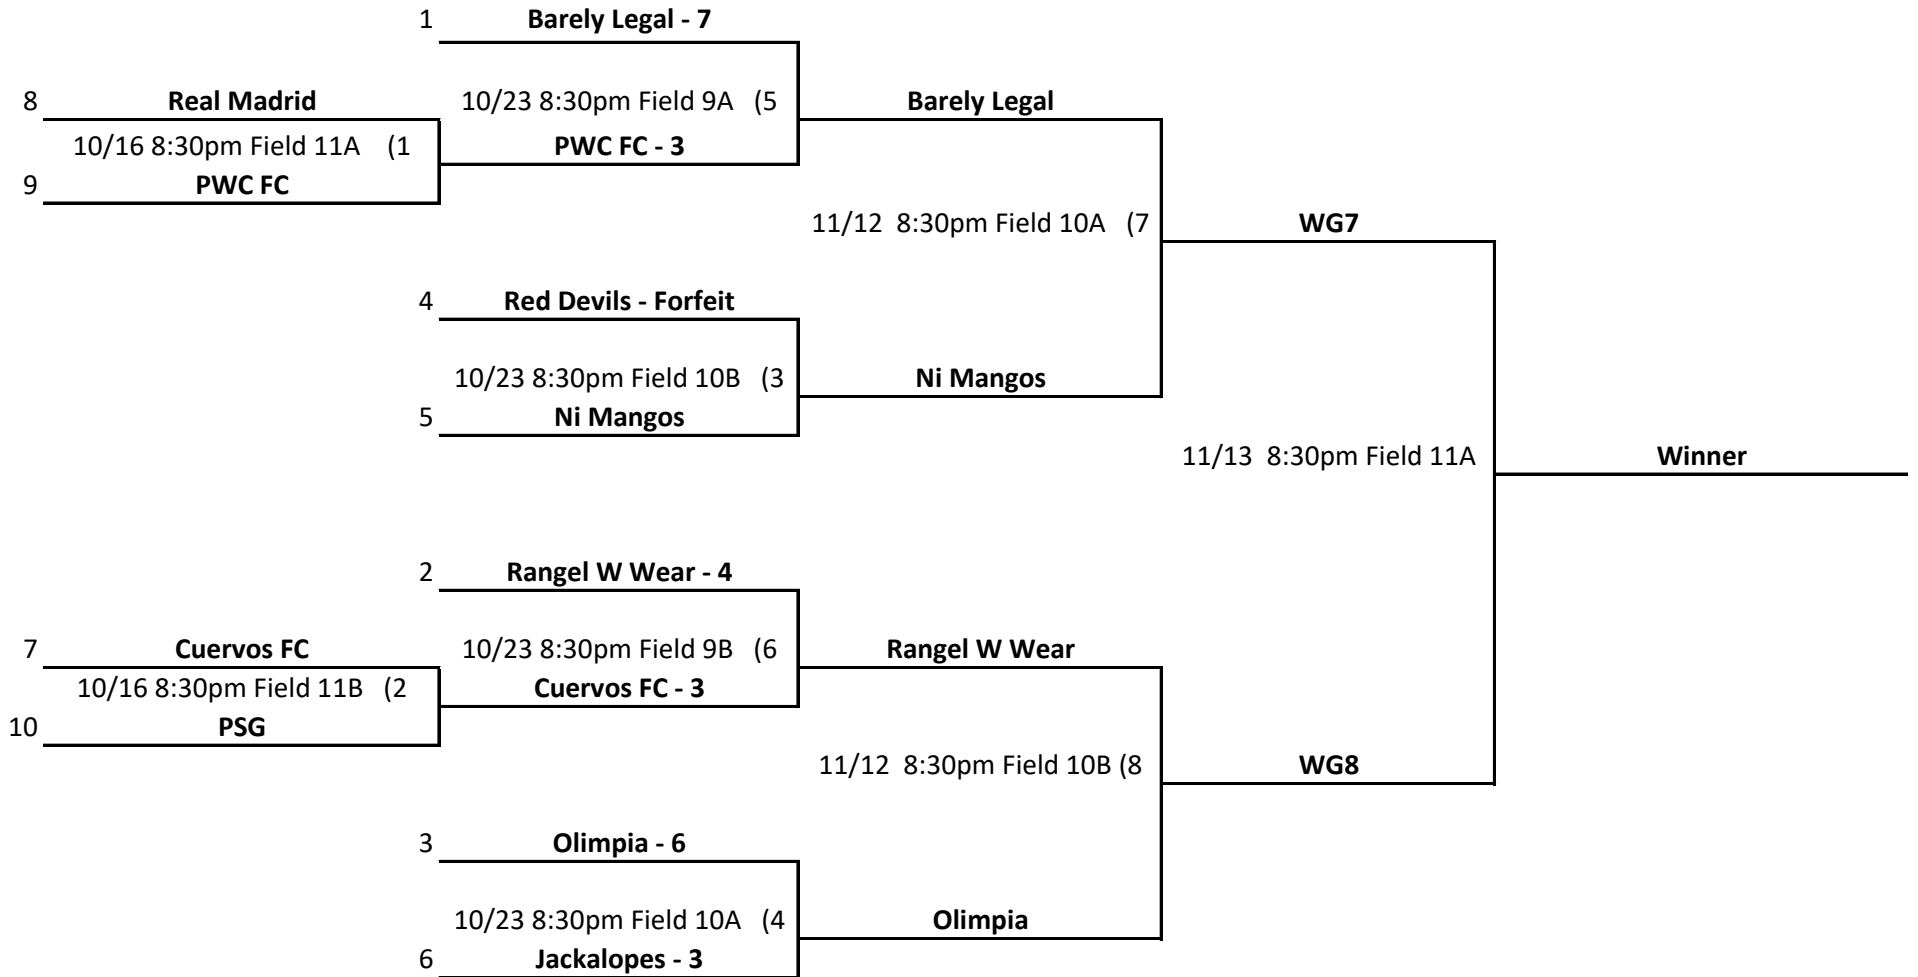 1 Barely Legal - 7
8 Real Madrid 10/23 8:30pm Field 9A (5 Barely Legal
10/16 8:30pm Field 11A (1 PWC FC - 3
9 PWC FC
11/12 8:30pm Field 10A (7 WG7
4 Red Devils - Forfeit
10/23 8:30pm Field 10B (3 Ni Mangos
5 Ni Mangos
11/13 8:30pm Field 11A Winner
2 Rangel W Wear - 4
7 Cuervos FC 10/23 8:30pm Field 9B (6 Rangel W Wear
10/16 8:30pm Field 11B (2 Cuervos FC - 3
10 PSG
11/12 8:30pm Field 10B (8 WG8
3 Olimpia - 6
10/23 8:30pm Field 10A (4 Olimpia
6 Jackalopes - 3